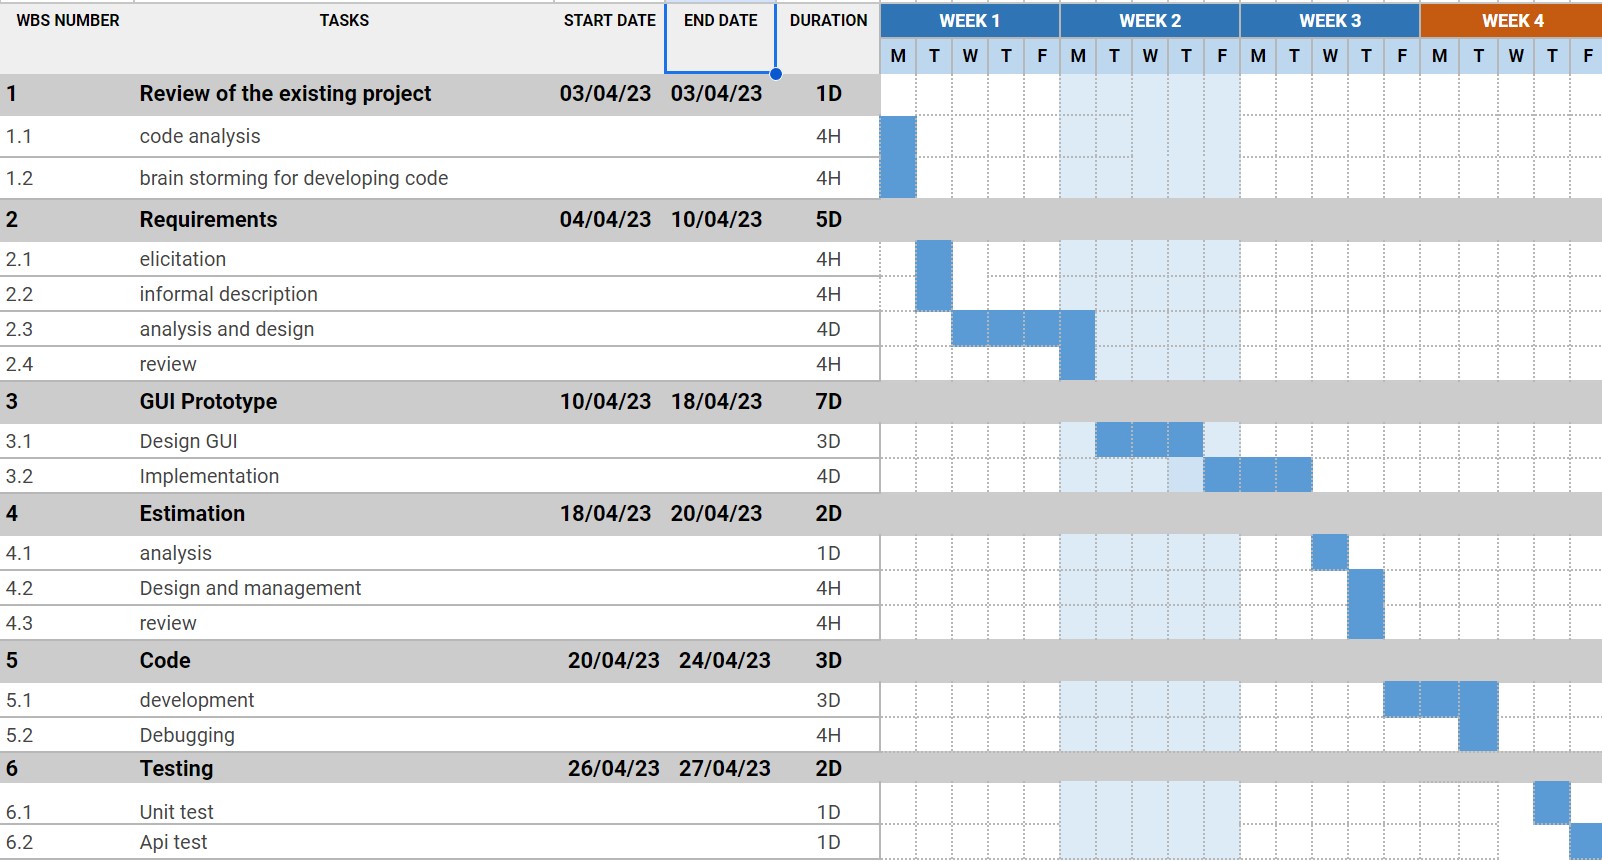 WBS NUMBER TASKS START DATE END DATE DURATION WEEK 1 WEEK 2 WEEK 3 WEEK 4
M T W T F M T W T F M T W T F M T W T F
1 Review of the existing project 03/04/23 03/04/23 1D
1.1 code analysis 4H
1.2 brain storming for developing code 4H
2 Requirements 04/04/23 10/04/23 5D
2.1 elicitation 4H
2.2 informal description 4H
2.3 analysis and design 4D
2.4 review 4H
3 GUI Prototype 10/04/23 18/04/23 7D
3.1 Design GUI 3D
3.2 Implementation 4D
4 Estimation 18/04/23 20/04/23 2D
4.1 analysis 1D
4.2 Design and management 4H
4.3 review 4H
5 Code 20/04/23 24/04/23 3D
5.1 development 3D
5.2 Debugging 4H
6 Testing 26/04/23 27/04/23 2D
6.1 Unit test 1D
6.2 Api test 1D